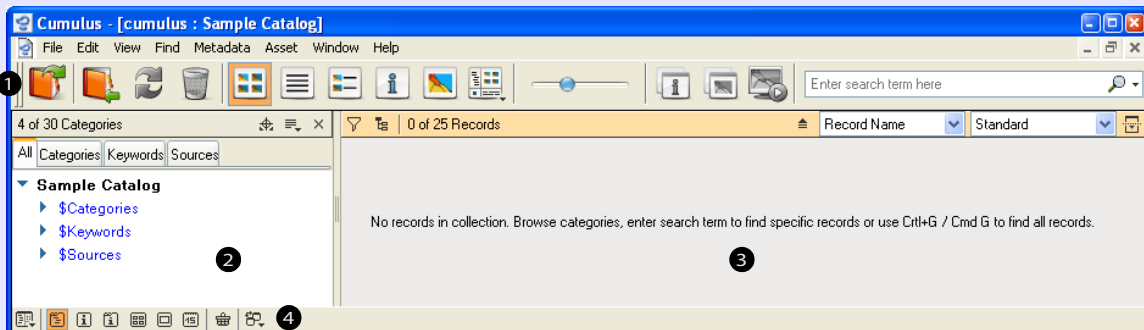 Cumulus - [cumulus : Sample Catalog]
File Edit View Find Metadata Asset Window Help
1
Enter search term here
4 of 30 Categories
0 of 25 Records
Record Name
Standard
All Categories Keywords Sources
Sample Catalog
$Categories
$Keywords
$Sources
2
No records in collection. Browse categories, enter search term to find specific records or use Crtl+G / Cmd G to find all records.
3
15
4